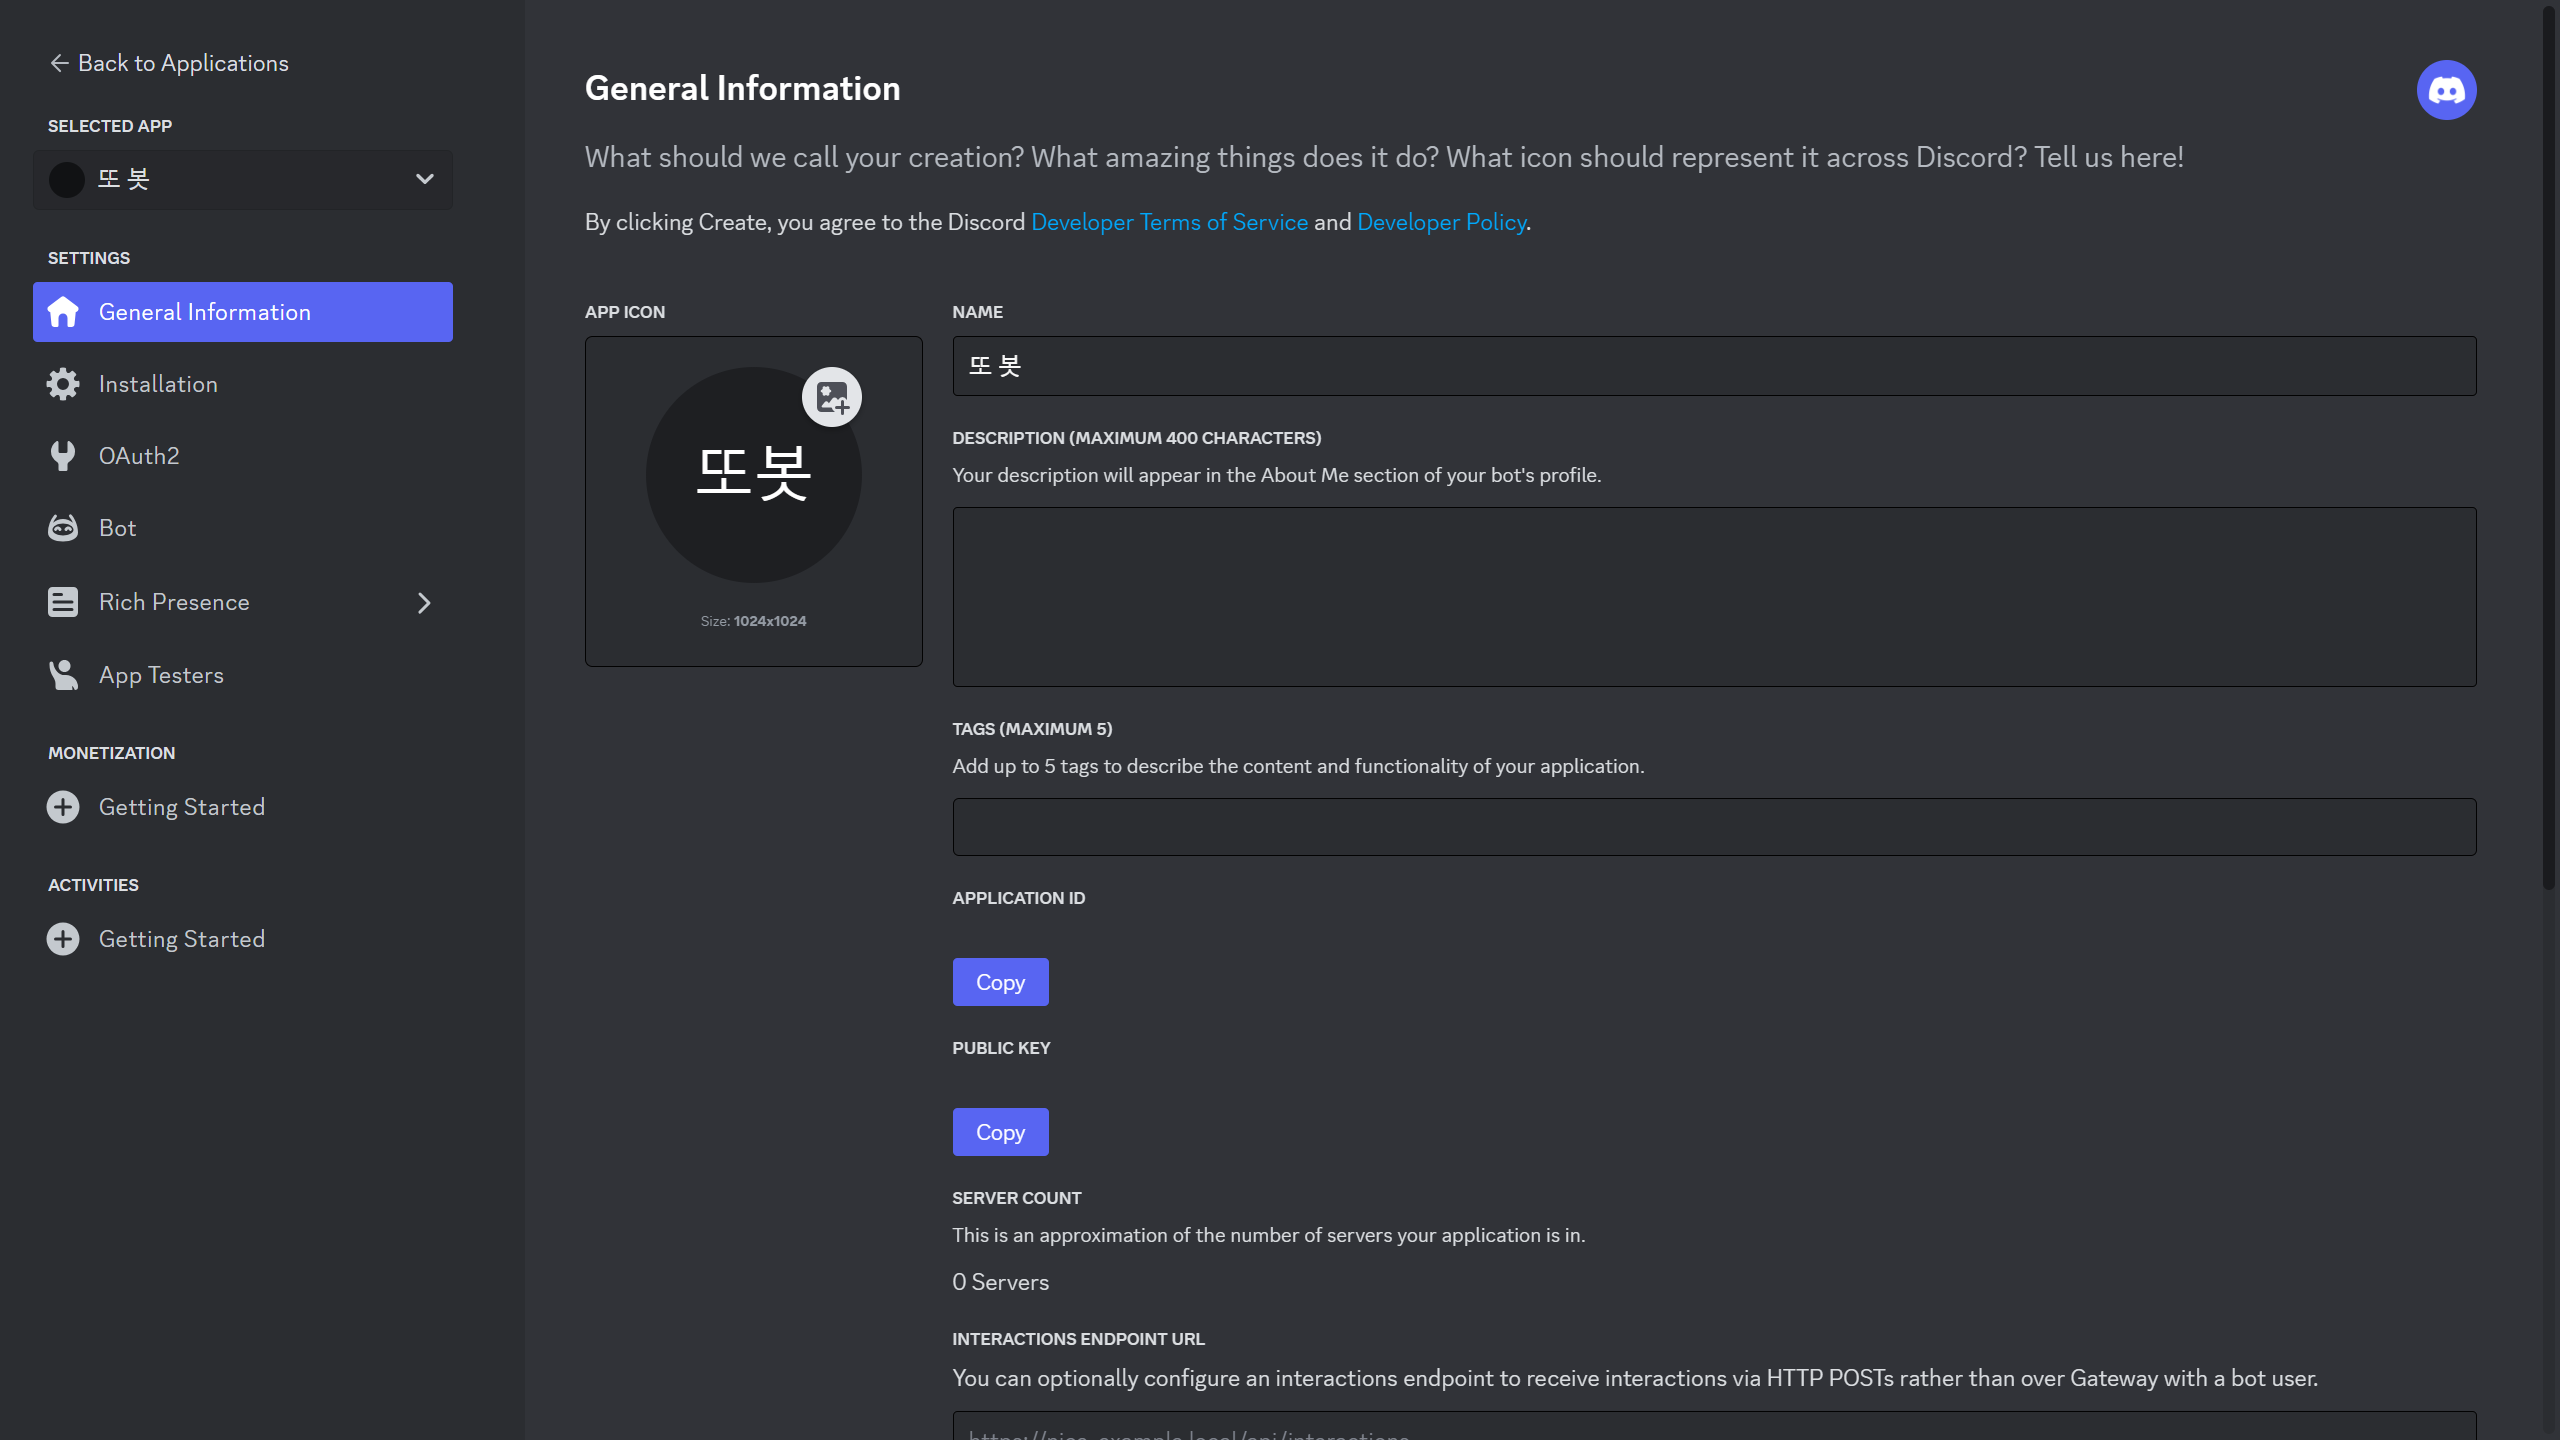 Back to Applications
SELECTED APP
또 봇
SETTINGS
General Information
Installation
OAuth2
Bot
Rich Presence
App Testers
MONETIZATION
Getting Started
ACTIVITIES
Getting Started
General Information
What should we call your creation? What amazing things does it do? What icon should represent it across Discord? Tell us here!
By clicking Create, you agree to the Discord Developer Terms of Service and Developer Policy.
APP ICON
또봇
Size: 1024x1024
NAME
또 봇
DESCRIPTION (MAXIMUM 400 CHARACTERS)
Your description will appear in the About Me section of your bot's profile.
TAGS (MAXIMUM 5)
Add up to 5 tags to describe the content and functionality of your application.
APPLICATION ID
Copy
PUBLIC KEY
Copy
SERVER COUNT
This is an approximation of the number of servers your application is in.
0 Servers
INTERACTIONS ENDPOINT URL
You can optionally configure an interactions endpoint to receive interactions via HTTP POSTs rather than over Gateway with a bot user.
https://nice-example.local/api/interactions